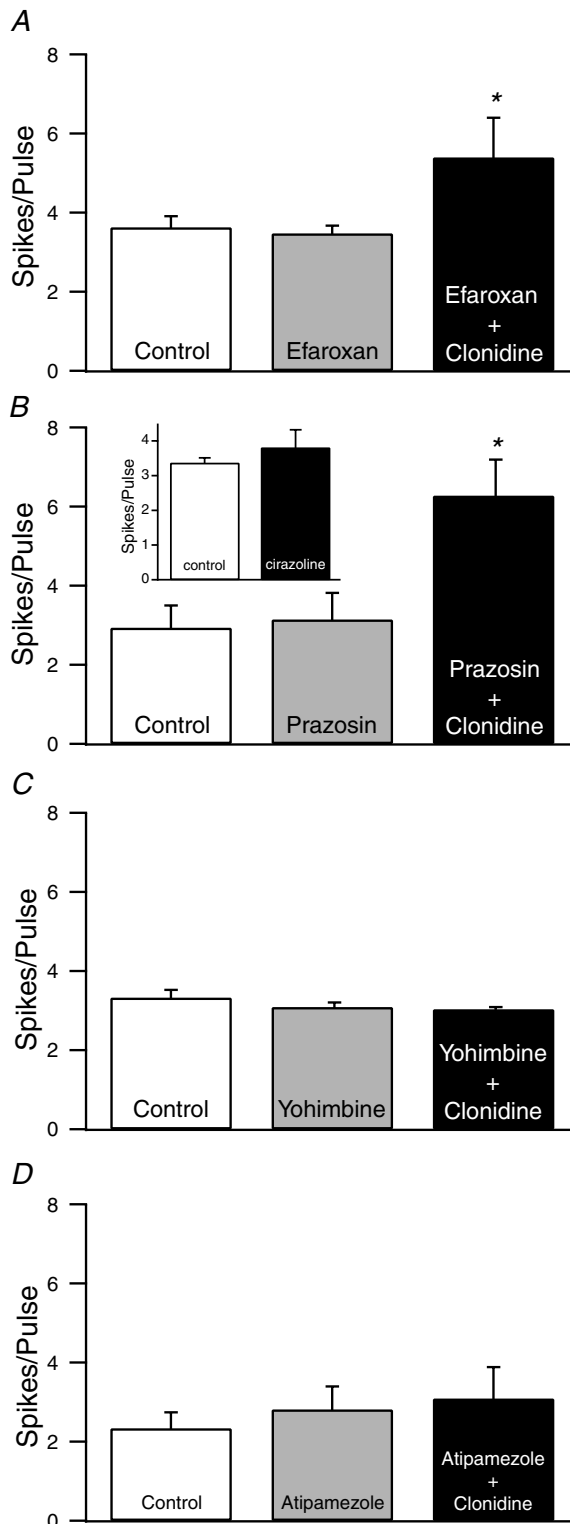 A
8
6
4
2
0
Spikes/Pulse
*
Control
Efaroxan
Efaroxan
+
Clonidine
B
8
6
4
2
0
Spikes/Pulse
4
3
2
1
0
Spikes/Pulse
control
cirazoline
*
Control
Prazosin
Prazosin
+
Clonidine
C
8
6
4
2
0
Spikes/Pulse
Control
Yohimbine
Yohimbine
+
Clonidine
D
8
6
4
2
0
Spikes/Pulse
Control
Atipamezole
Atipamezole
+
Clonidine